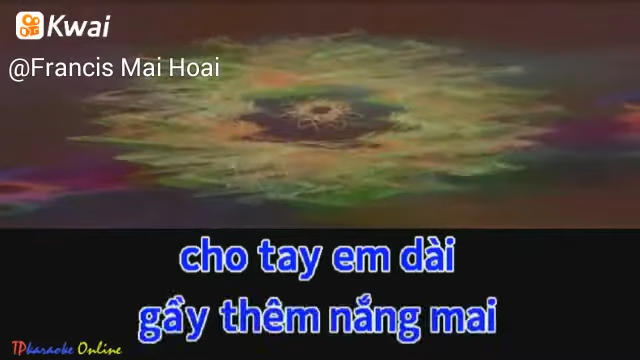 Kwai
@Francis Mai Hoai
cho tay em dài
gầy thêm nắng mai
TPkaraoke Online